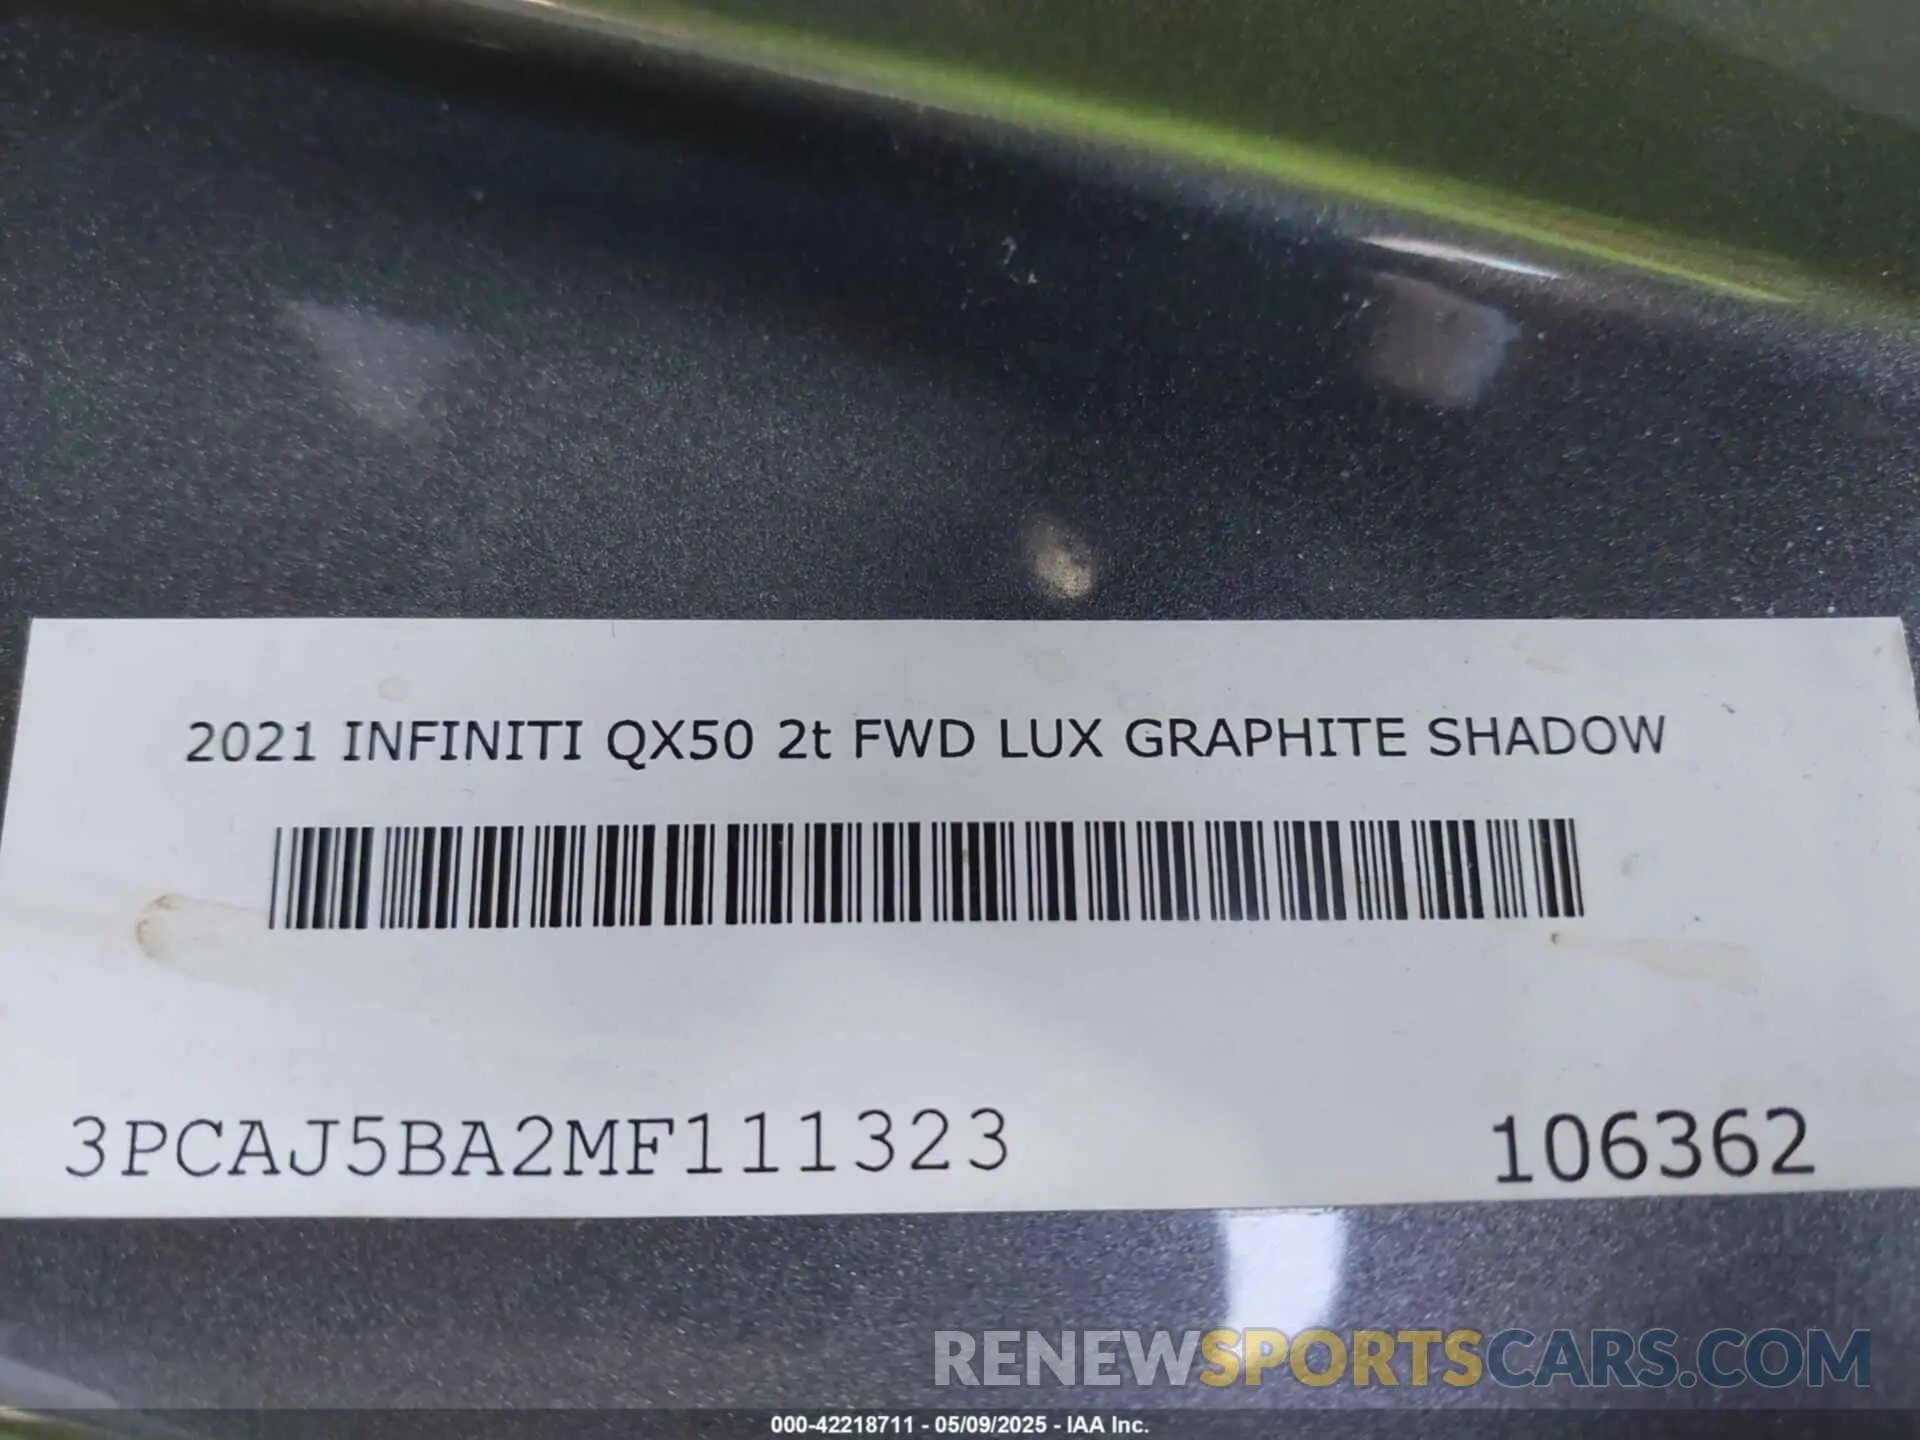 2021 INFINITI QX50 2t FWD LUX GRAPHITE SHADOW
3PCAJ5BA2MF111323 106362
RENEWSPORTSCARS.COM
000-42218711 - 05/09/2025 - IAA Inc.